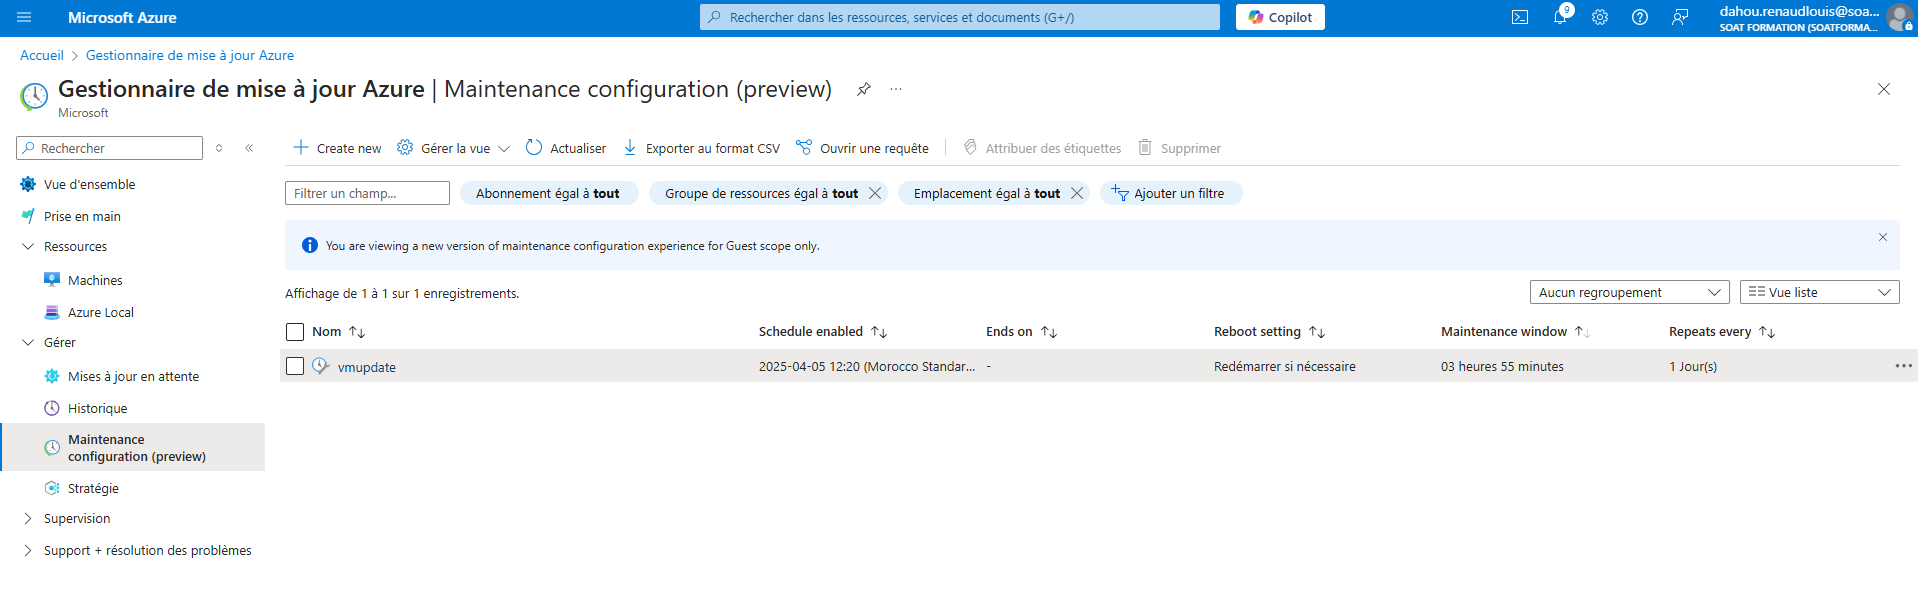 Microsoft Azure
Rechercher dans les ressources, services et documents (G+/)
Copilot
9
dahou.renaudlouis@soa...
SOAT FORMATION (SOATFORMA...
Accueil > Gestionnaire de mise à jour Azure
Gestionnaire de mise à jour Azure | Maintenance configuration (preview)
Microsoft
Rechercher
Vue d'ensemble
Prise en main
Ressources
Machines
Azure Local
Gérer
Mises à jour en attente
Historique
Maintenance
configuration (preview)
Stratégie
Supervision
Support + résolution des problèmes
Create new
Gérer la vue
Actualiser
Exporter au format CSV
Ouvrir une requête
Attribuer des étiquettes
Supprimer
Filtrer un champ...
Abonnement égal à tout
Groupe de ressources égal à tout
Emplacement égal à tout
Ajouter un filtre
You are viewing a new version of maintenance configuration experience for Guest scope only.
Affichage de 1 à 1 sur 1 enregistrements.
Aucun regroupement
Vue liste
Nom Schedule enabled Ends on Reboot setting Maintenance window Repeats every
vmupdate 2025-04-05 12:20 (Morocco Standar... - Redémarrer si nécessaire 03 heures 55 minutes 1 Jour(s)